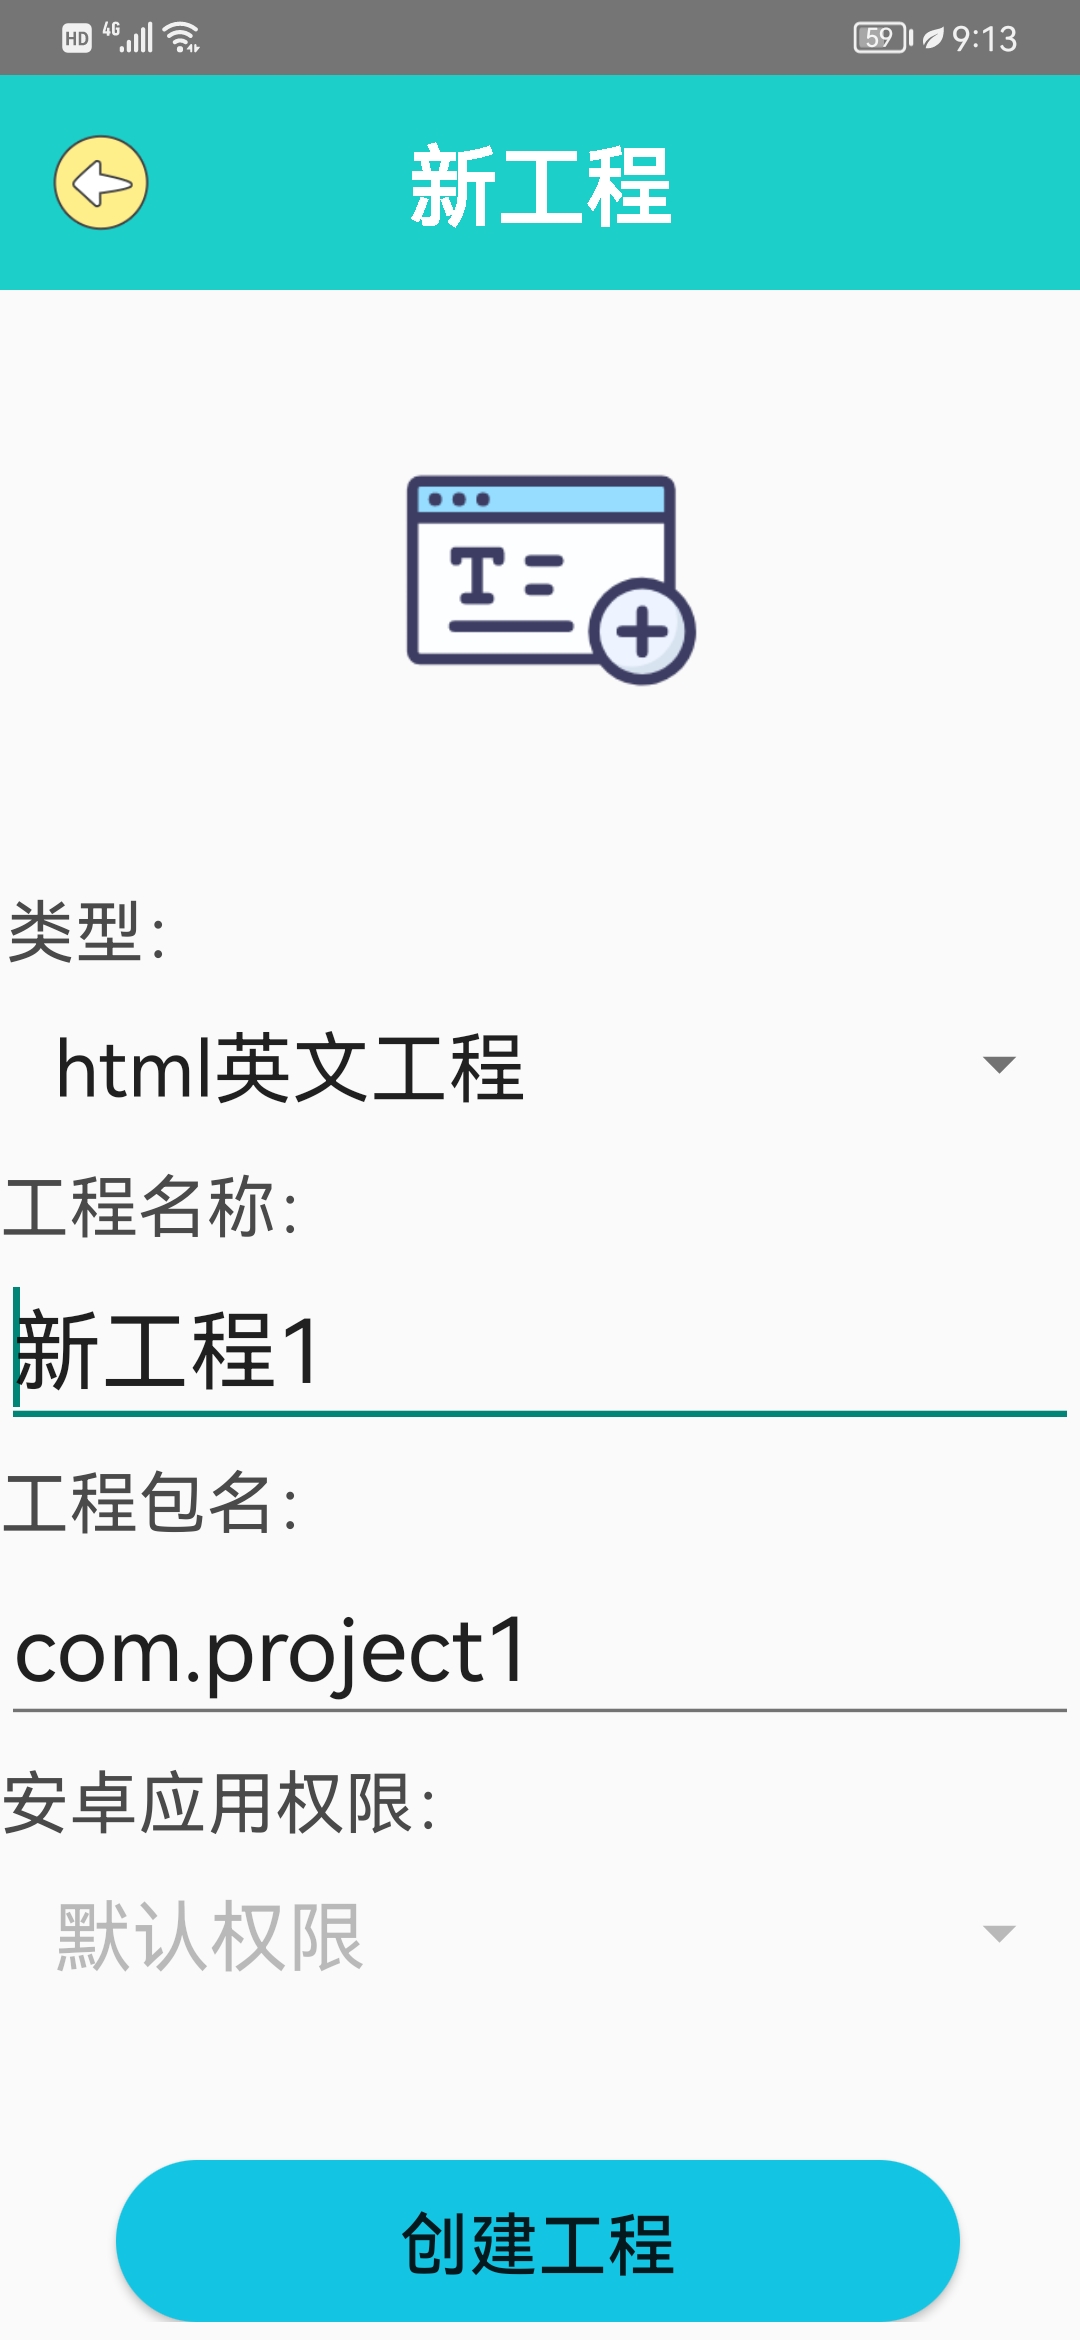 HD 4G 59 9:13
新工程
T
类型：
html英文工程
工程名称：
新工程1
工程包名：
com.project1
安卓应用权限：
默认权限
创建工程